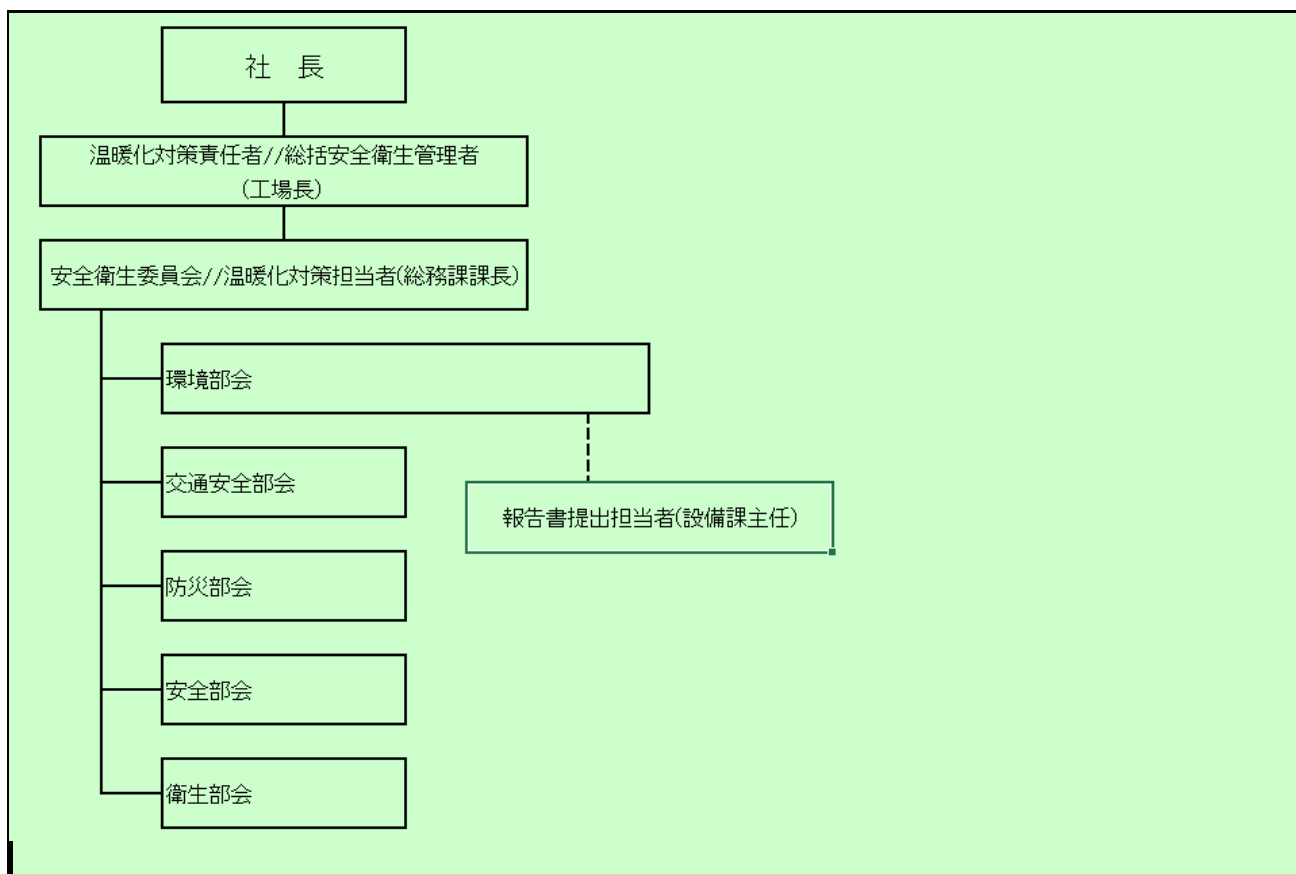 社　長
温暖化対策責任者//総括安全衛生管理者
(工場長)
安全衛生委員会//温暖化対策担当者(総務課課長)
環境部会
交通安全部会
報告書提出担当者(設備課主任)
防災部会
安全部会
衛生部会